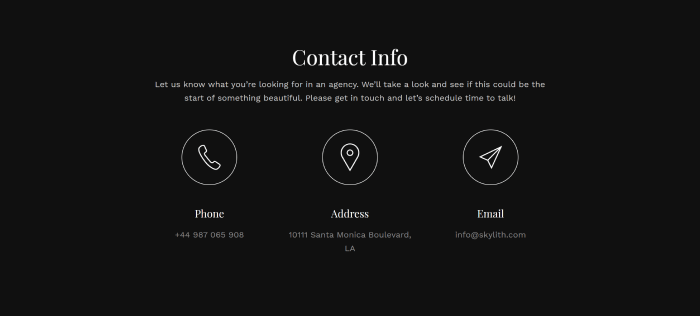 Contact Info
Let us know what you're looking for in an agency. We'll take a look and see if this could be the
start of something beautiful. Please get in touch and let's schedule time to talk!
Phone
+44 987 065 908
Address
10111 Santa Monica Boulevard,
LA
Email
info@skylith.com